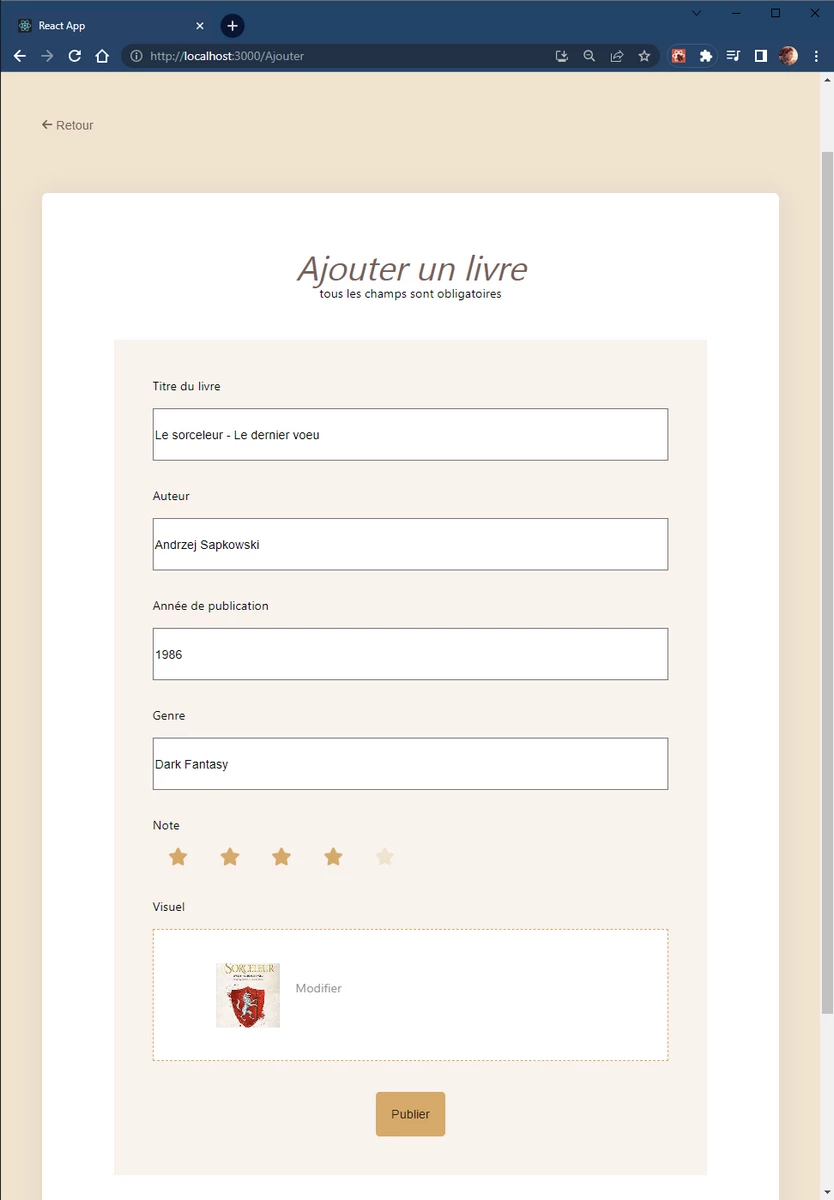 React App
http://localhost:3000/Ajouter
← Retour
Ajouter un livre
tous les champs sont obligatoires
Titre du livre
Le sorceleur - Le dernier voeu
Auteur
Andrzej Sapkowski
Année de publication
1986
Genre
Dark Fantasy
Note
Visuel
SORCELEUR
Modifier
Publier